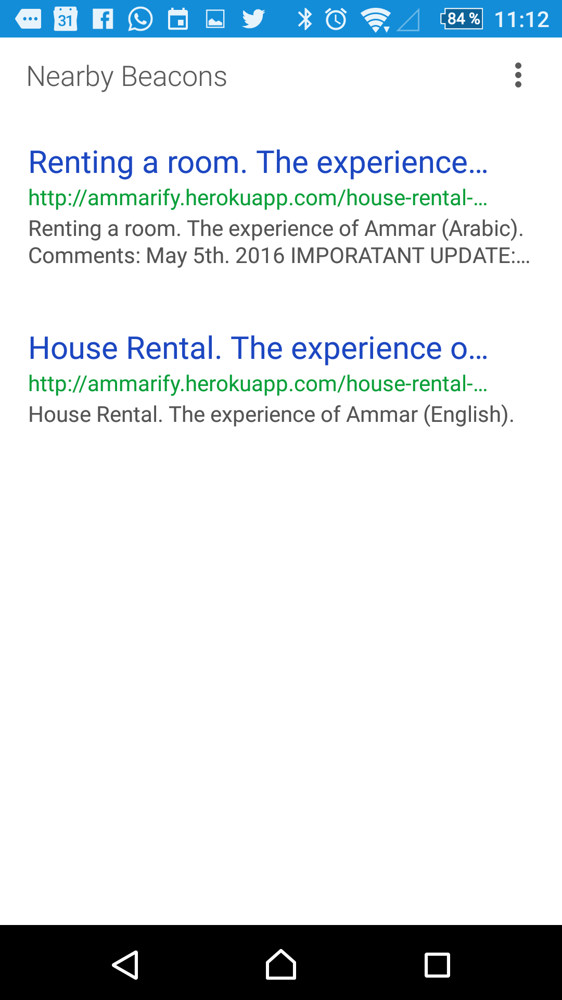 31 84 % 11:12
Nearby Beacons
Renting a room. The experience...
http://ammarify.herokuapp.com/house-rental-...
Renting a room. The experience of Ammar (Arabic).
Comments: May 5th. 2016 IMPORATANT UPDATE:...
House Rental. The experience o...
http://ammarify.herokuapp.com/house-rental-...
House Rental. The experience of Ammar (English).